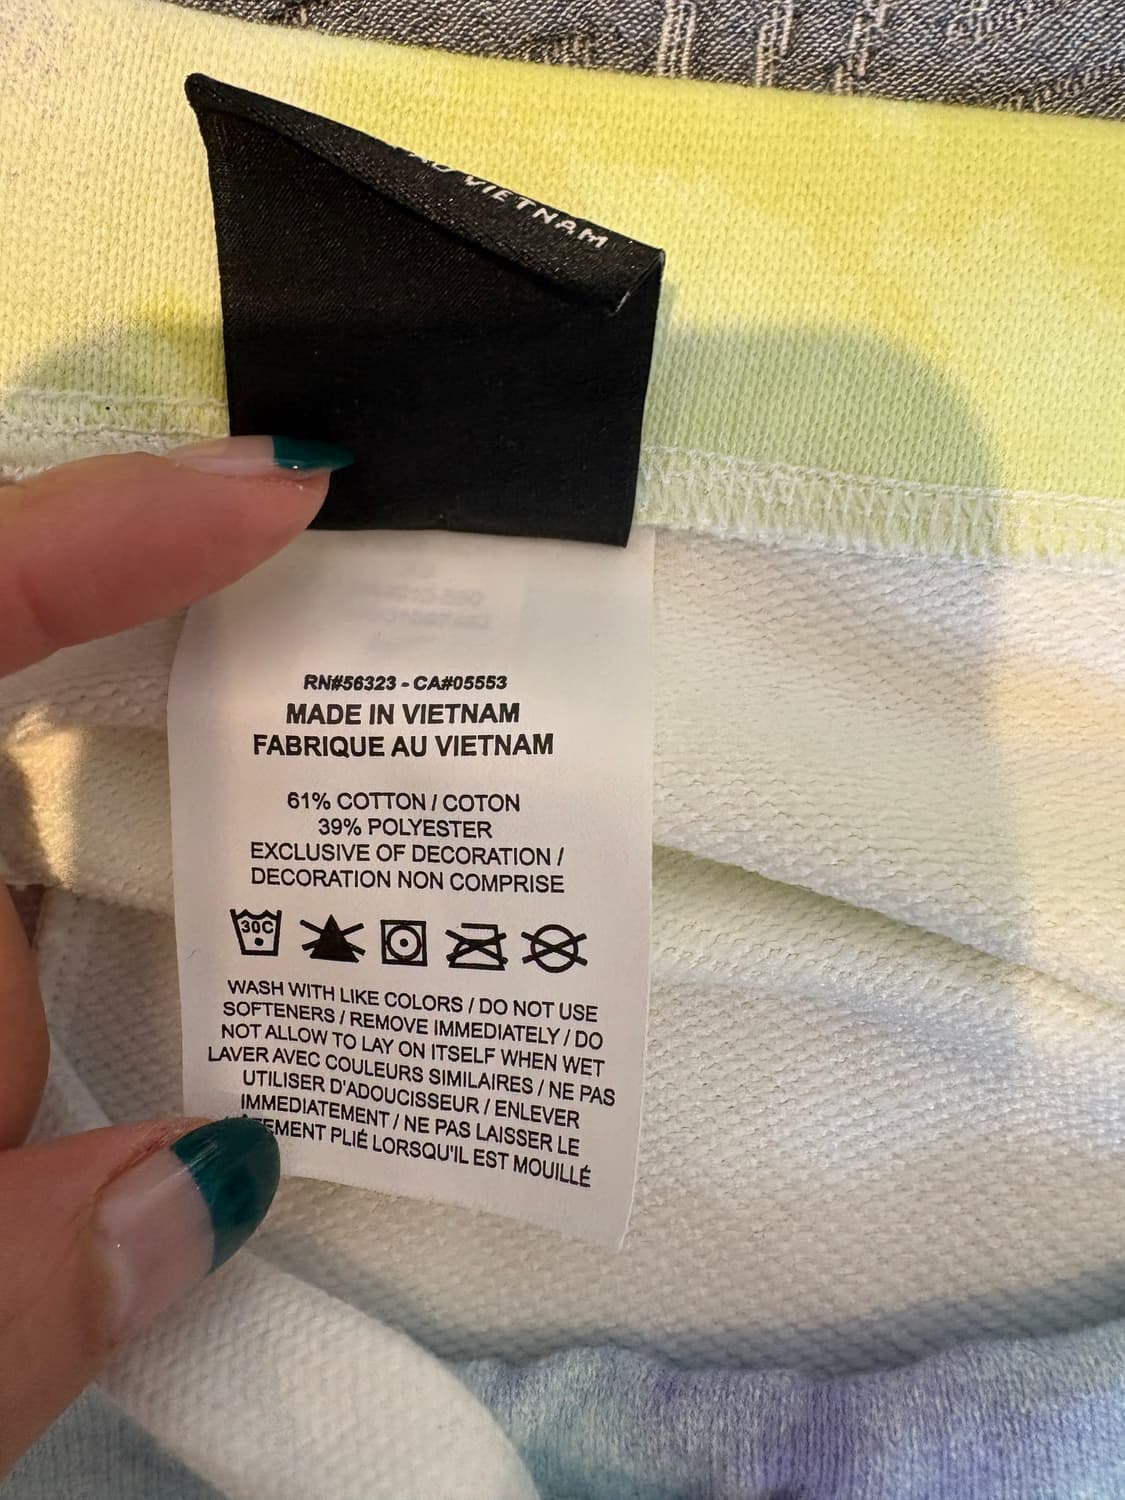 AU VIETNAM
RN#56323 - CA#05553
MADE IN VIETNAM
FABRIQUE AU VIETNAM
61% COTTON / COTON
39% POLYESTER
EXCLUSIVE OF DECORATION /
DECORATION NON COMPRISE
30C
WASH WITH LIKE COLORS / DO NOT USE
SOFTENERS / REMOVE IMMEDIATELY / DO
NOT ALLOW TO LAY ON ITSELF WHEN WET
LAVER AVEC COULEURS SIMILAIRES / NE PAS
UTILISER D'ADOUCISSEUR / ENLEVER
IMMEDIATEMENT / NE PAS LAISSER LE
PLIÉ LORSQU'IL EST MOUILLÉ